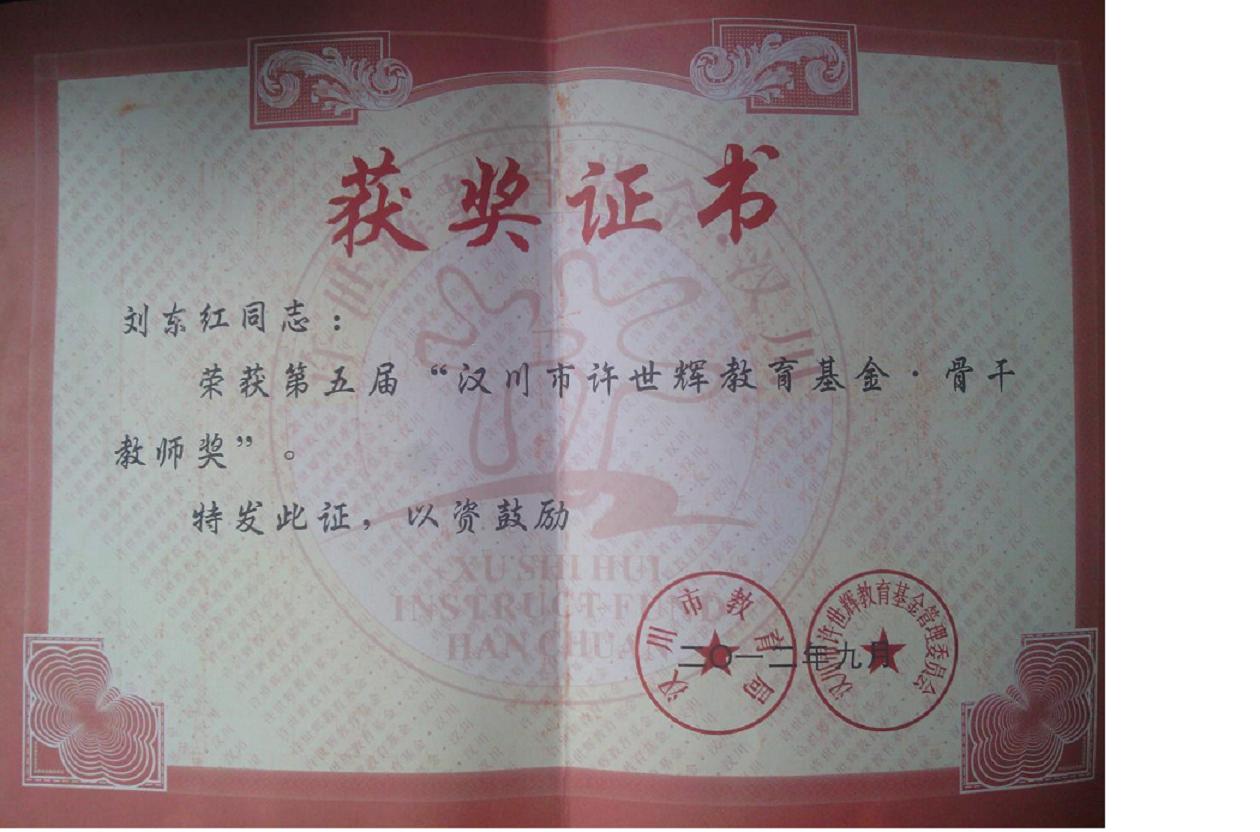 获奖证书
刘东红同志：
荣获第五届“汉川市许世辉教育基金·骨干
教师奖”。
特发此证，以资鼓励
XU SHI HUI
INSTRUCT FUND
HAN CHUAN
汉川市教育局
汉川市许世辉教育基金管理委员会
二〇一二年九月